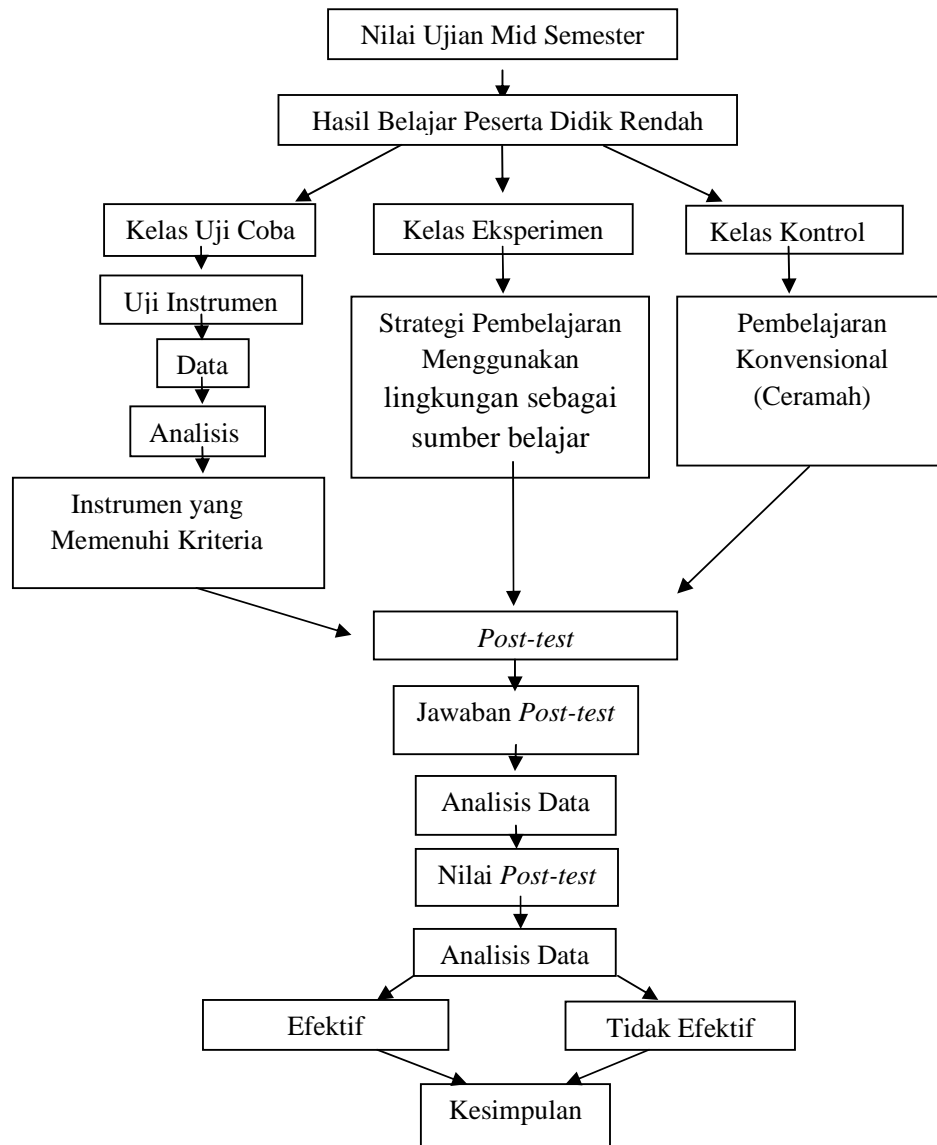 Nilai Ujian Mid Semester
Hasil Belajar Peserta Didik Rendah
Kelas Uji Coba
Kelas Eksperimen
Kelas Kontrol
Uji Instrumen
Data
Analisis
Instrumen yang
Memenuhi Kriteria
Strategi Pembelajaran
Menggunakan
lingkungan sebagai
sumber belajar
Pembelajaran
Konvensional
(Ceramah)
Post-test
Jawaban Post-test
Analisis Data
Nilai Post-test
Analisis Data
Efektif
Tidak Efektif
Kesimpulan